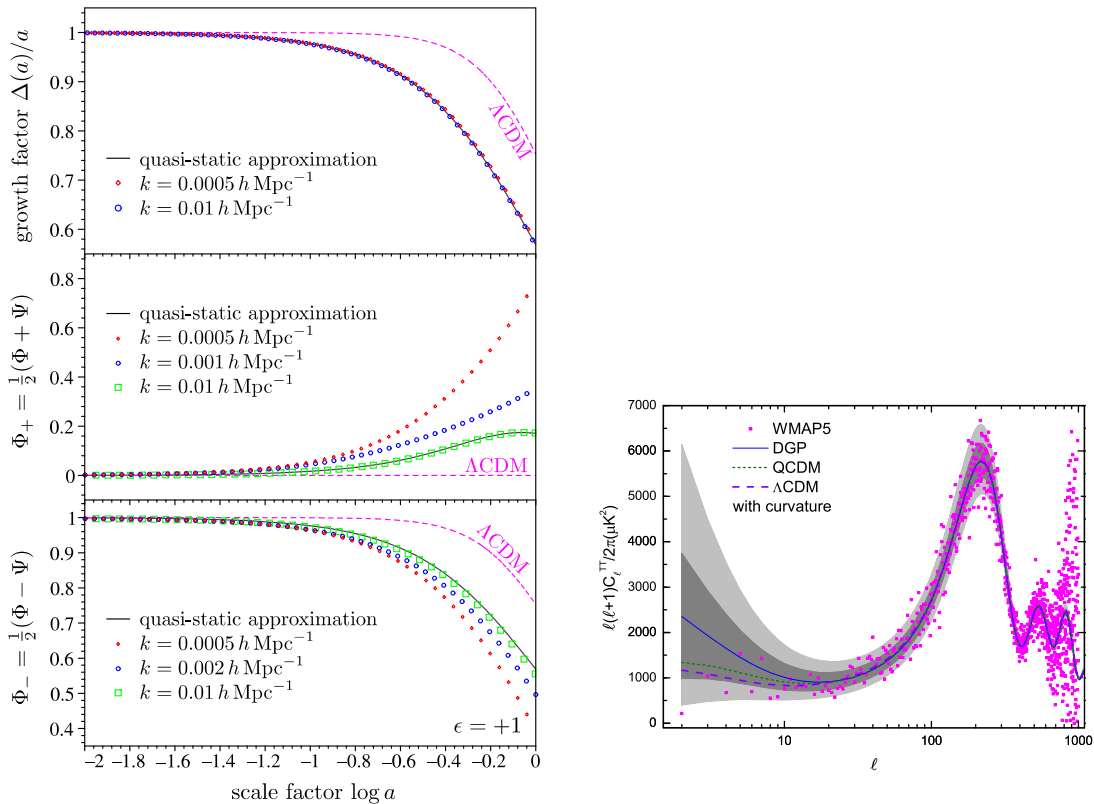 growth factor Δ(a)/a
1
0.9
0.8
0.7
0.6
ΛCDM
quasi-static approximation
k = 0.0005 h Mpc⁻¹
k = 0.01 h Mpc⁻¹
Φ₊ = ½(Φ + Ψ)
0.8
0.6
0.4
0.2
0
quasi-static approximation
k = 0.0005 h Mpc⁻¹
k = 0.001 h Mpc⁻¹
k = 0.01 h Mpc⁻¹
ΛCDM
Φ₋ = ½(Φ − Ψ)
1
0.9
0.8
0.7
0.6
0.5
0.4
ΛCDM
quasi-static approximation
k = 0.0005 h Mpc⁻¹
k = 0.002 h Mpc⁻¹
k = 0.01 h Mpc⁻¹
ϵ = +1
−2 −1.8 −1.6 −1.4 −1.2 −1 −0.8 −0.6 −0.4 −0.2 0
scale factor log a
ℓ(ℓ+1)C_ℓ^TT/2π(μK²)
7000
6000
5000
4000
3000
2000
1000
0
WMAP5
DGP
QCDM
ΛCDM
with curvature
10 100 1000
ℓ